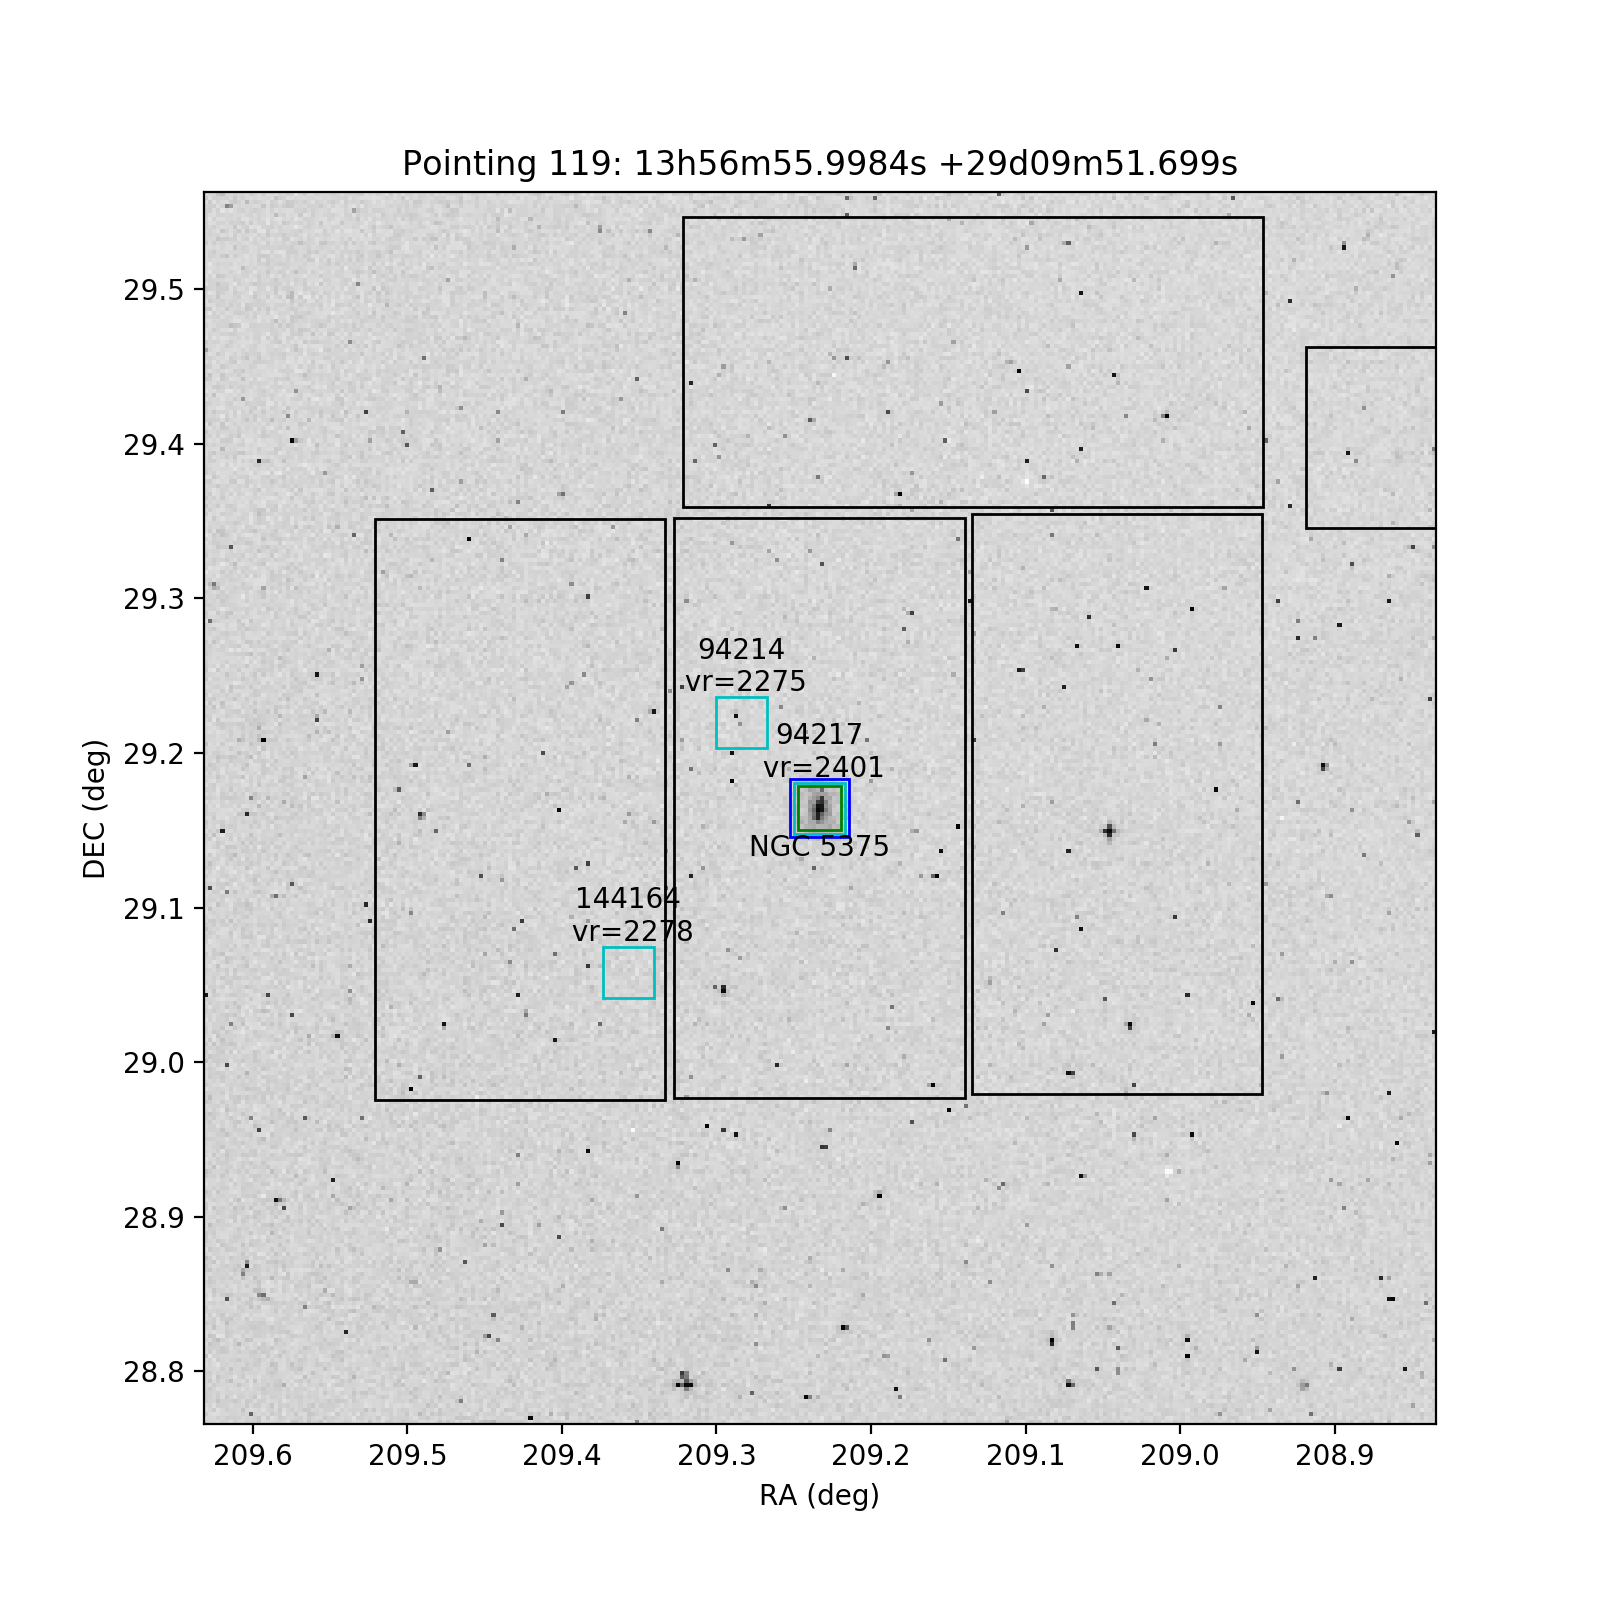 Pointing 119: 13h56m55.9984s +29d09m51.699s
29.5
29.4
29.3
29.2
29.1
29.0
28.9
28.8
DEC (deg)
94214
vr=2275
94217
vr=2401
NGC 5375
144164
vr=2278
209.6 209.5 209.4 209.3 209.2 209.1 209.0 208.9
RA (deg)